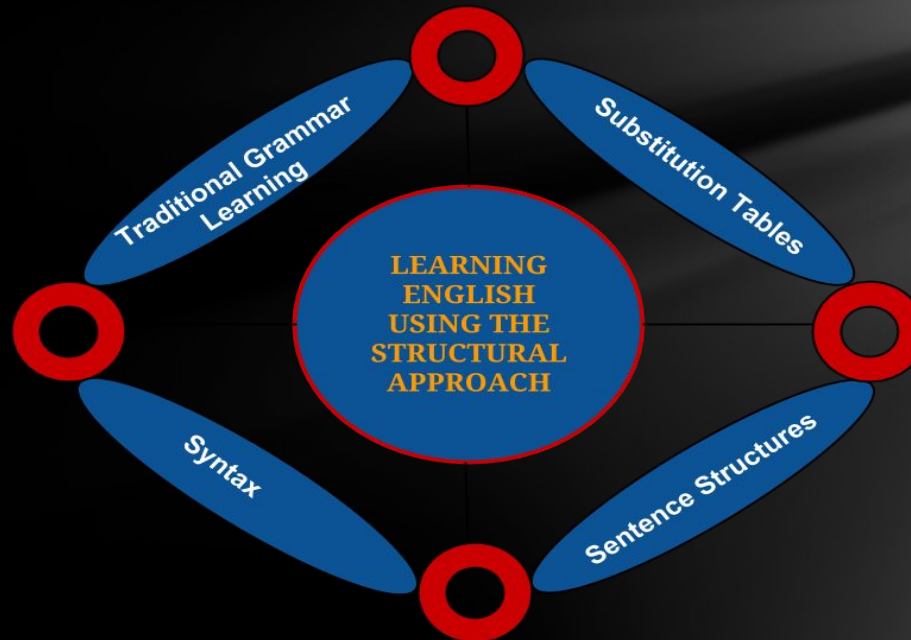 Traditional Grammar
Learning
Substitution Tables
LEARNING
ENGLISH
USING THE
STRUCTURAL
APPROACH
Syntax
Sentence Structures